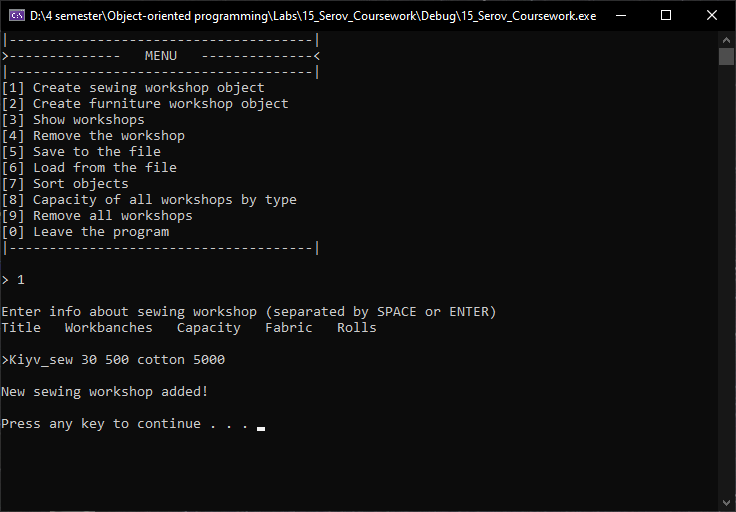 D:\4 semester\Object-oriented programming\Labs\15_Serov_Coursework\Debug\15_Serov_Coursework.exe
|--------------------------------------|
>--------------   MENU   --------------<
|--------------------------------------|
[1] Create sewing workshop object
[2] Create furniture workshop object
[3] Show workshops
[4] Remove the workshop
[5] Save to the file
[6] Load from the file
[7] Sort objects
[8] Capacity of all workshops by type
[9] Remove all workshops
[0] Leave the program
|--------------------------------------|
> 1
Enter info about sewing workshop (separated by SPACE or ENTER)
Title   Workbanches   Capacity   Fabric   Rolls
>Kiyv_sew 30 500 cotton 5000
New sewing workshop added!
Press any key to continue . . .